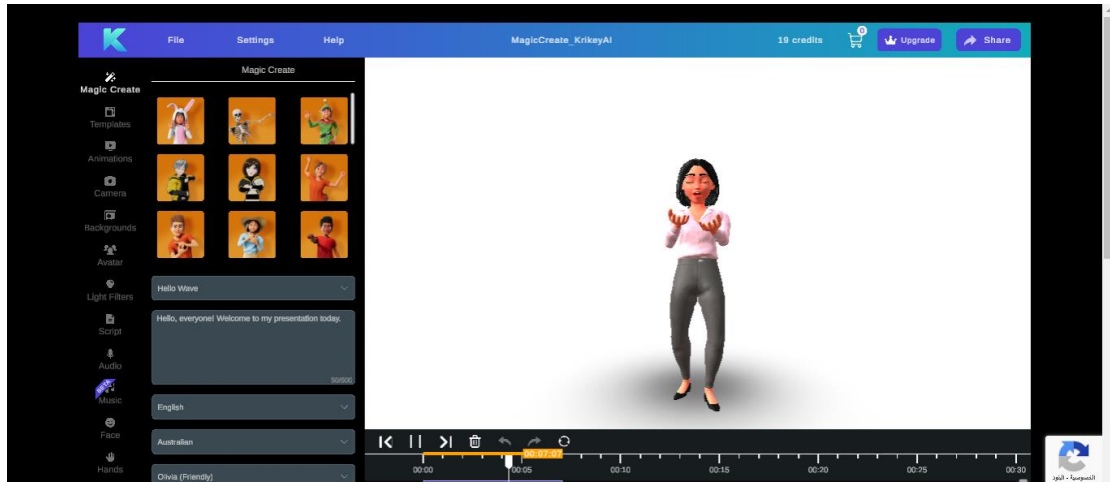 File Settings Help MagicCreate_KrikeyAI 19 credits 0 Upgrade Share
Magic Create
Templates
Animations
Camera
Backgrounds
Avatar
Light Filters
Script
Audio
BETA
Music
Face
Hands
Magic Create
Hello Wave
Hello, everyone! Welcome to my presentation today.
50/500
English
Australian
Olivia (Friendly)
00:07:07
00:00 00:05 00:10 00:15 00:20 00:25 00:30
الخصوصية - البنود